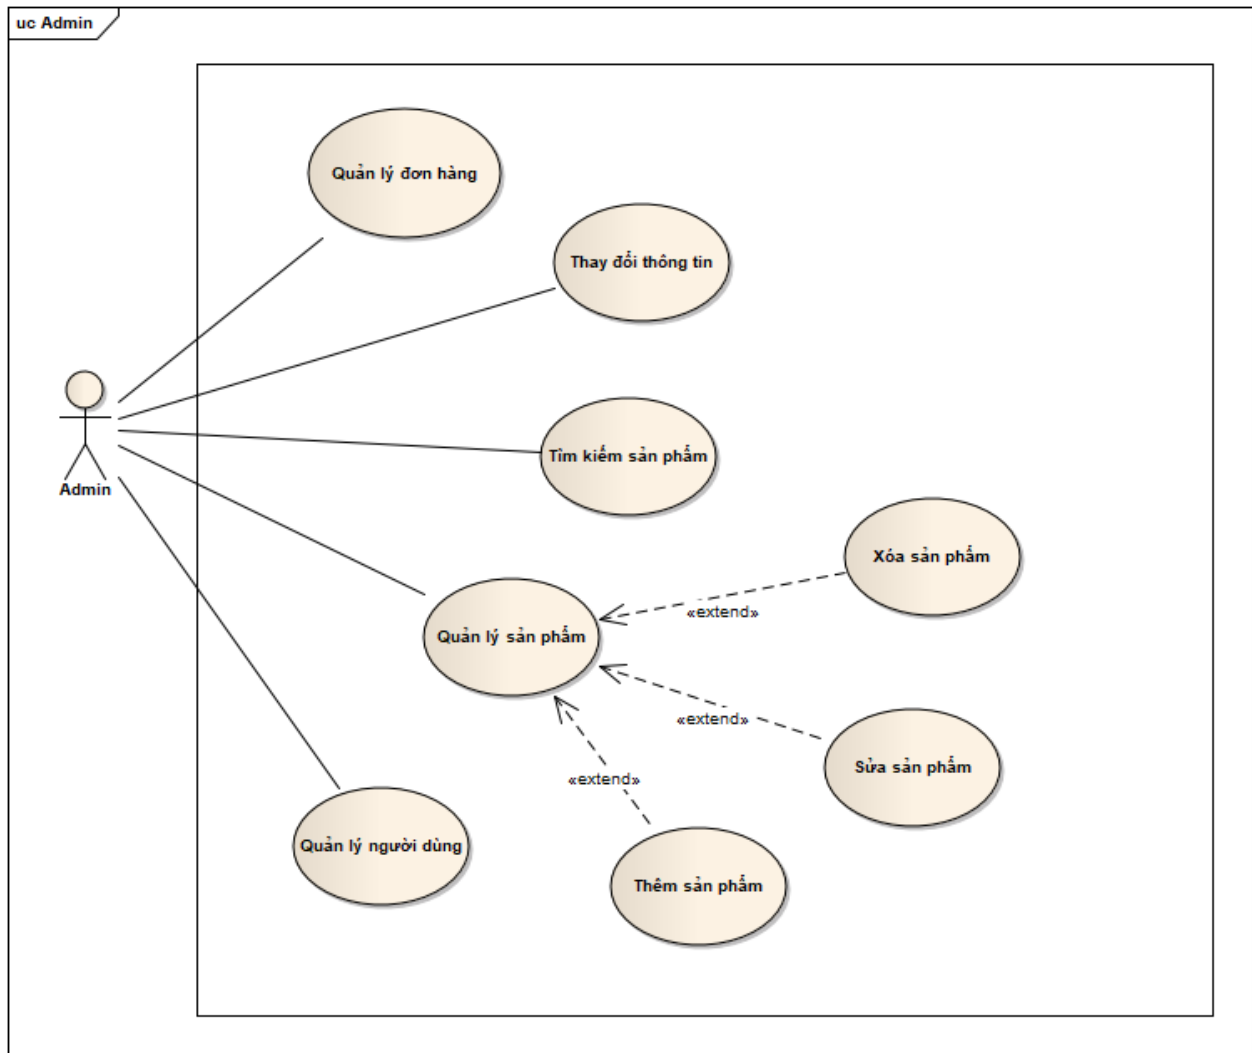 uc Admin
Quản lý đơn hàng
Thay đổi thông tin
Admin
Tìm kiếm sản phẩm
Xóa sản phẩm
«extend»
Quản lý sản phẩm
«extend»
Sửa sản phẩm
«extend»
Quản lý người dùng
Thêm sản phẩm